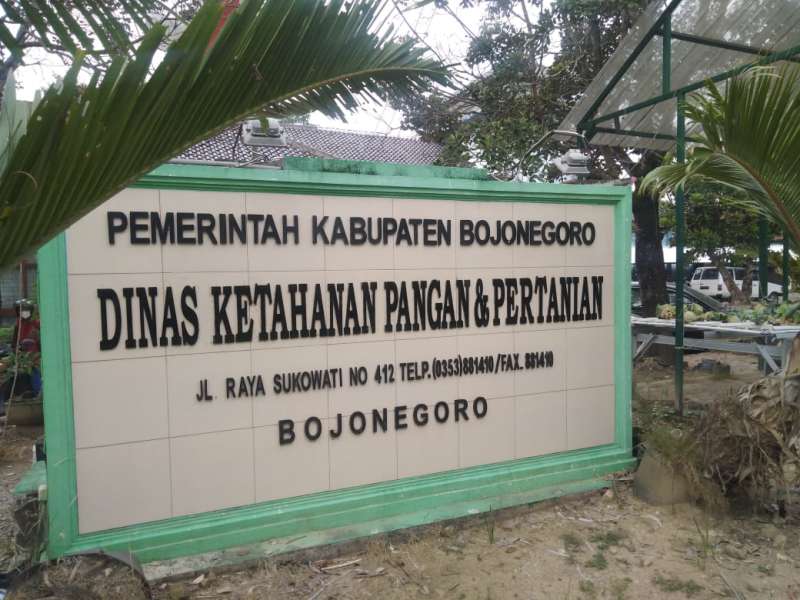 PEMERINTAH KABUPATEN BOJONEGORO
DINAS KETAHANAN PANGAN & PERTANIAN
JL. RAYA SUKOWATI NO 412 TELP.(0353)881410/FAX. 881410
BOJONEGORO